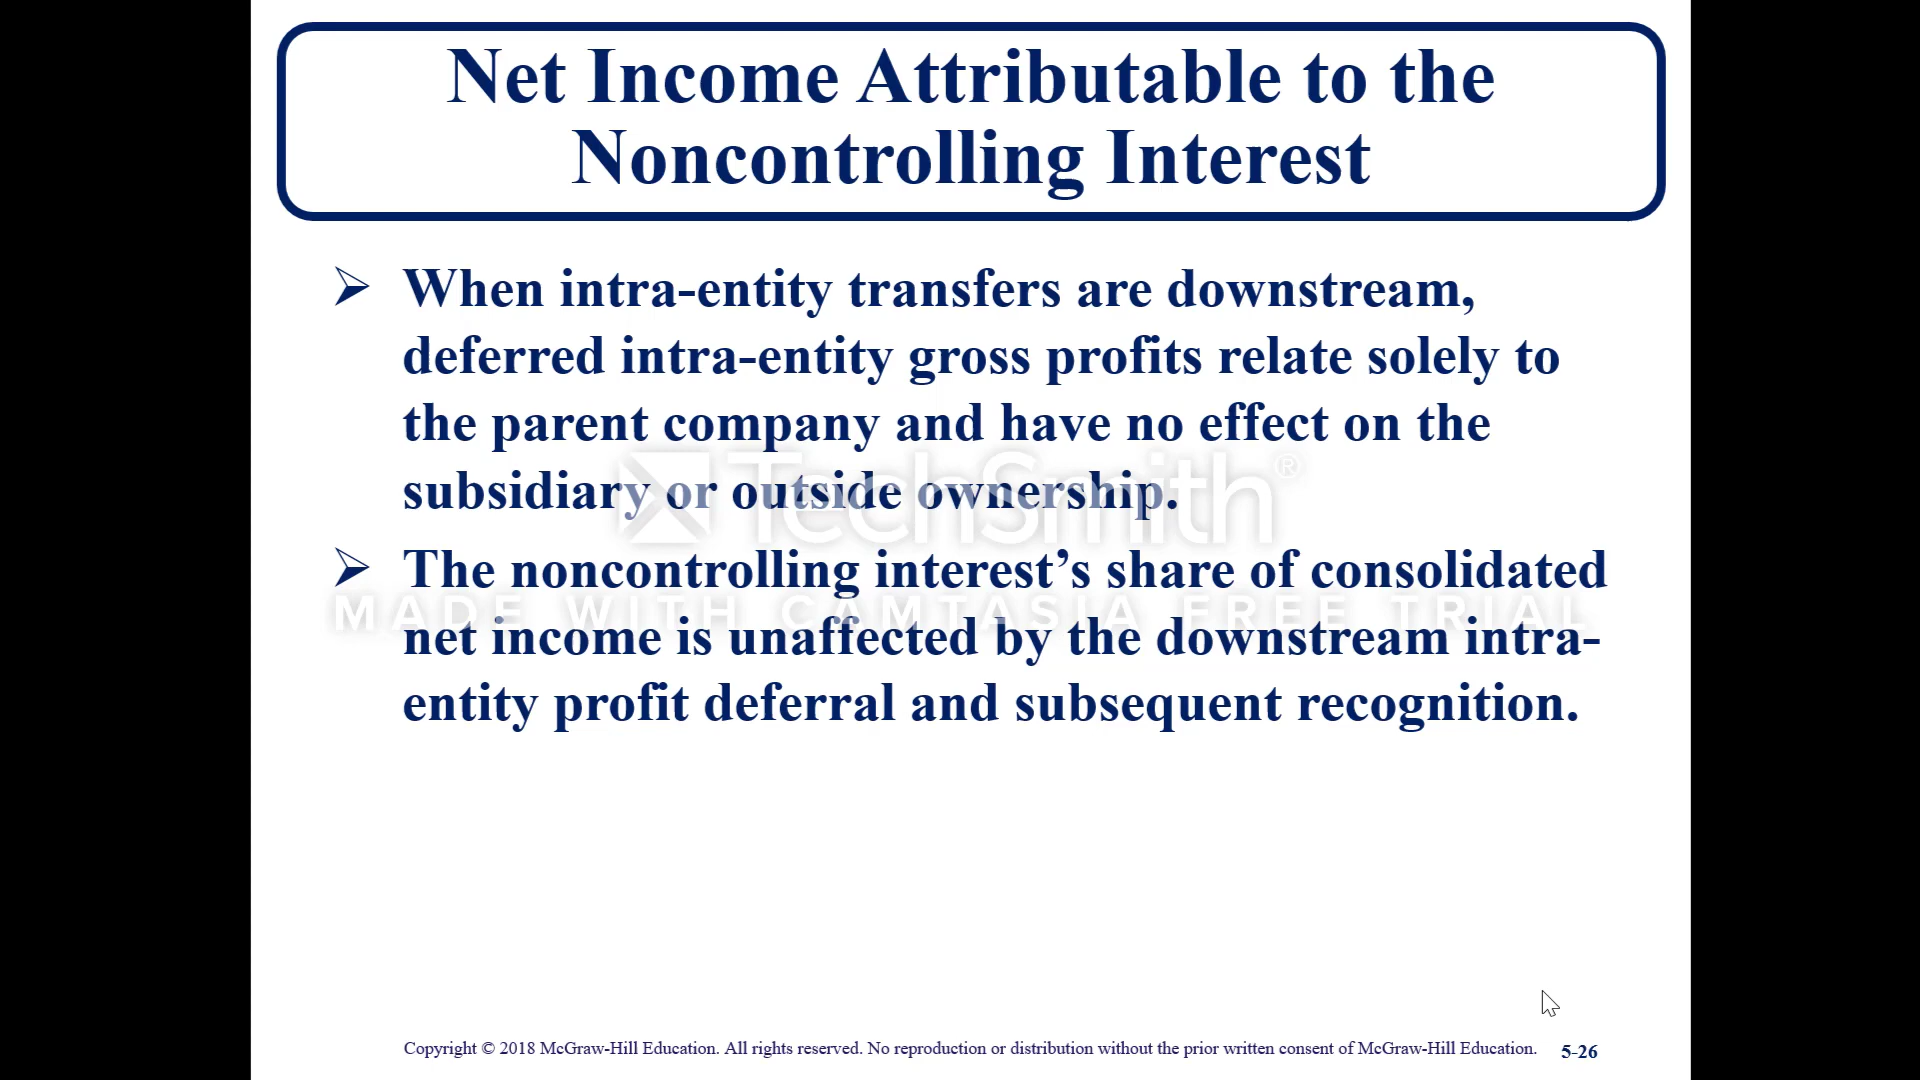 Net Income Attributable to the
Noncontrolling Interest
➢ When intra-entity transfers are downstream,
deferred intra-entity gross profits relate solely to
the parent company and have no effect on the
subsidiary or outside ownership.
TechSmith®
➢ The noncontrolling interest’s share of consolidated
MADE WITH CAMTASIA FREE TRIAL
net income is unaffected by the downstream intra-
entity profit deferral and subsequent recognition.
Copyright © 2018 McGraw-Hill Education. All rights reserved. No reproduction or distribution without the prior written consent of McGraw-Hill Education. 5-26